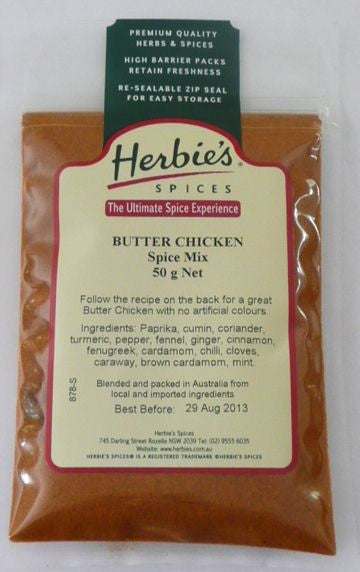 PREMIUM QUALITY
HERBS & SPICES
HIGH BARRIER PACKS
RETAIN FRESHNESS
RE-SEALABLE ZIP SEAL
FOR EASY STORAGE
Herbie's®
SPICES
The Ultimate Spice Experience
BUTTER CHICKEN
Spice Mix
50 g Net
Follow the recipe on the back for a great
Butter Chicken with no artificial colours.
Ingredients: Paprika, cumin, coriander,
turmeric, pepper, fennel, ginger, cinnamon,
fenugreek, cardamom, chilli, cloves,
caraway, brown cardamom, mint.
878-S
Blended and packed in Australia from
local and imported ingredients
Best Before: 29 Aug 2013
Herbie's Spices
745 Darling Street Rozelle NSW 2039 Tel: (02) 9555 6035
Website: www.herbies.com.au
HERBIE'S SPICES® IS A REGISTERED TRADEMARK ©HERBIE'S SPICES